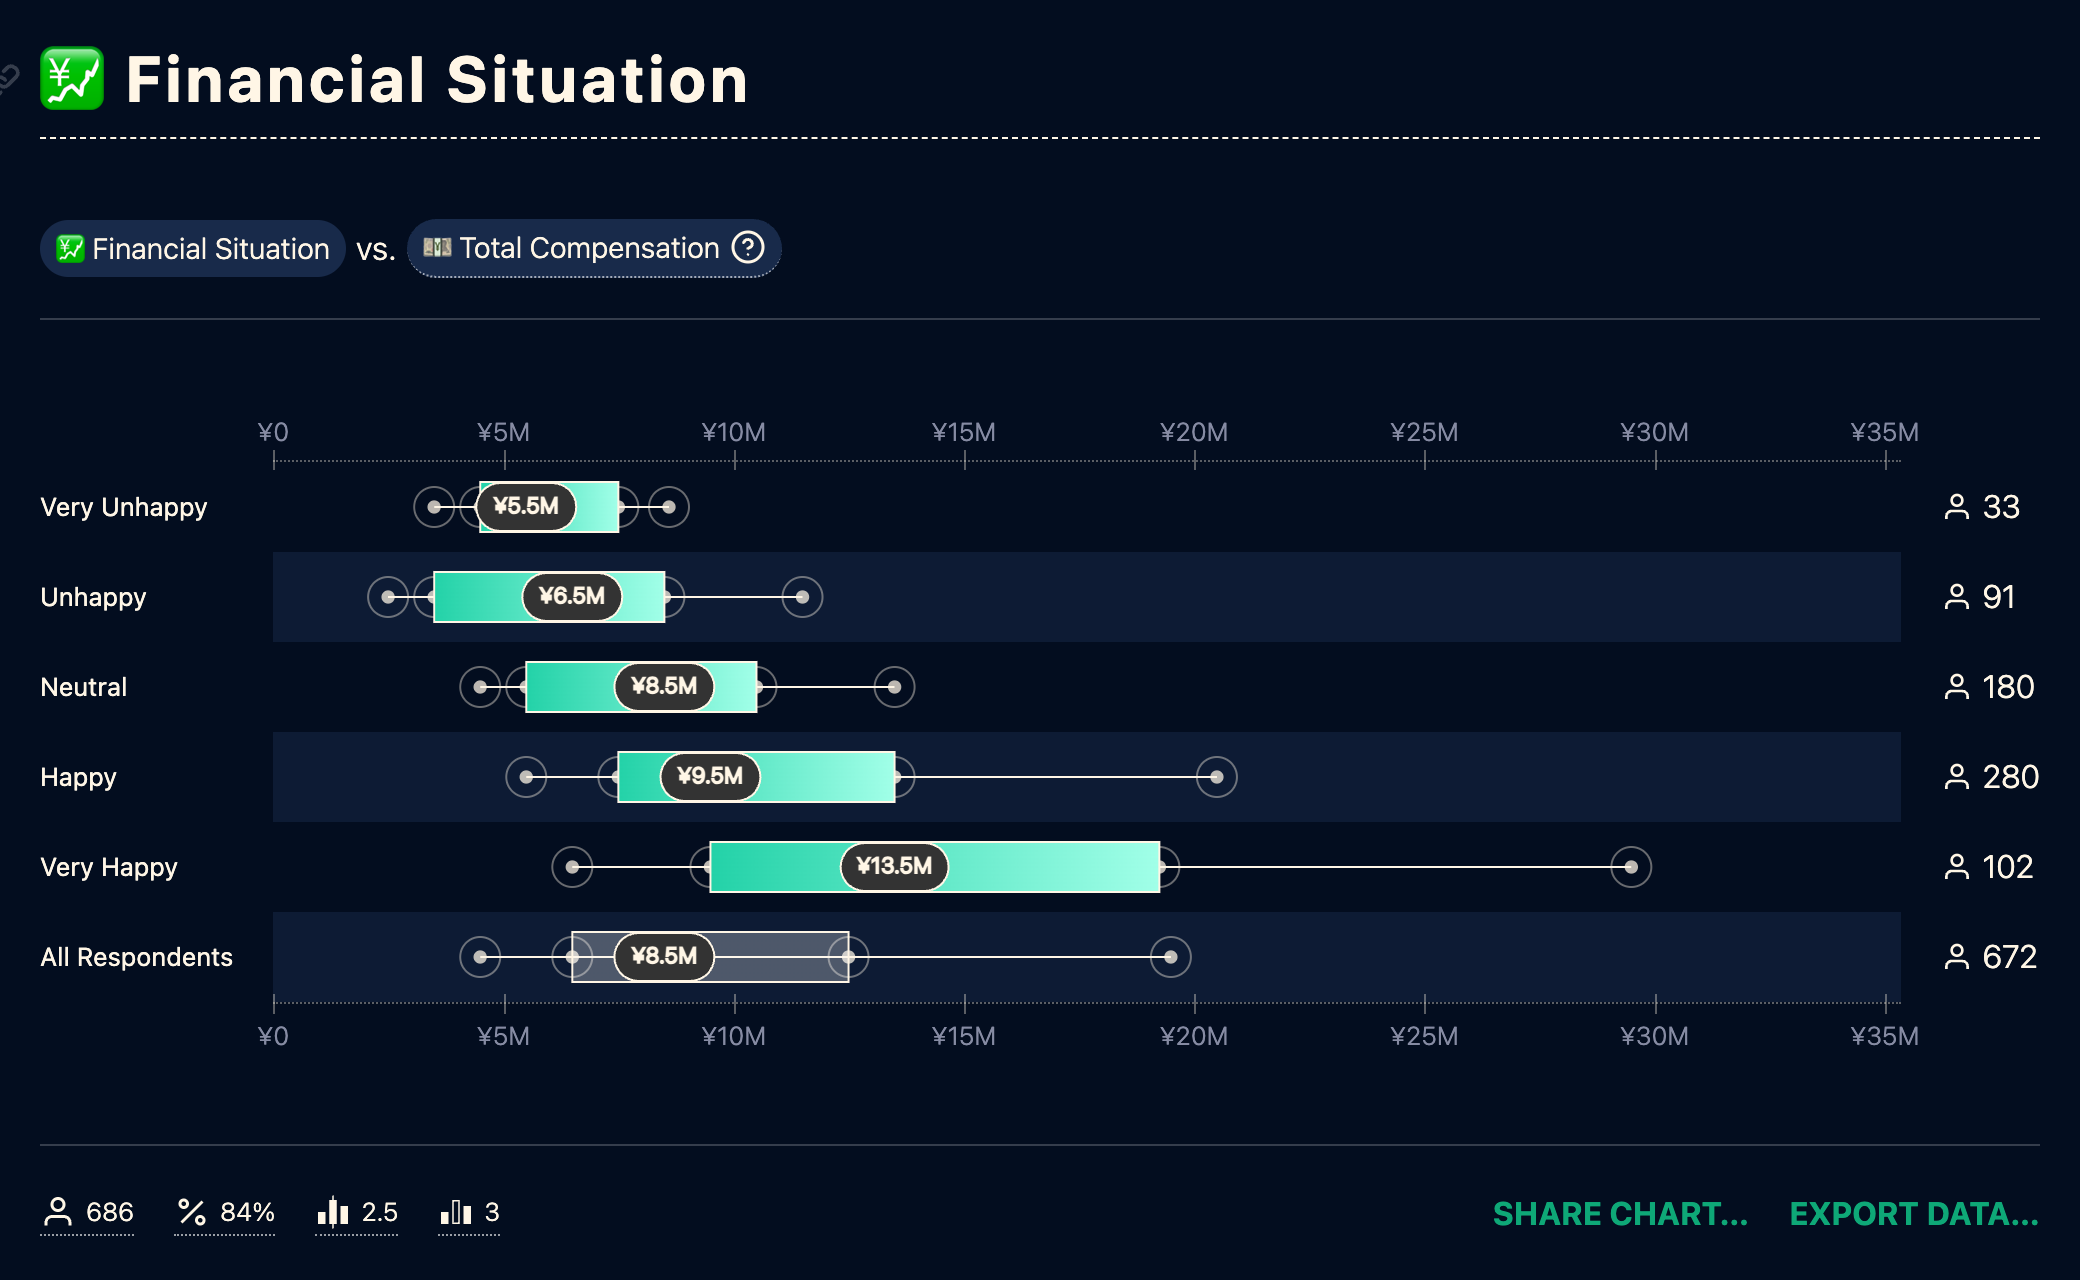 Financial Situation
Financial Situation vs. Total Compensation ?
¥0 ¥5M ¥10M ¥15M ¥20M ¥25M ¥30M ¥35M
Very Unhappy ¥5.5M 33
Unhappy ¥6.5M 91
Neutral ¥8.5M 180
Happy ¥9.5M 280
Very Happy ¥13.5M 102
All Respondents ¥8.5M 672
¥0 ¥5M ¥10M ¥15M ¥20M ¥25M ¥30M ¥35M
686 % 84% 2.5 3 SHARE CHART... EXPORT DATA...